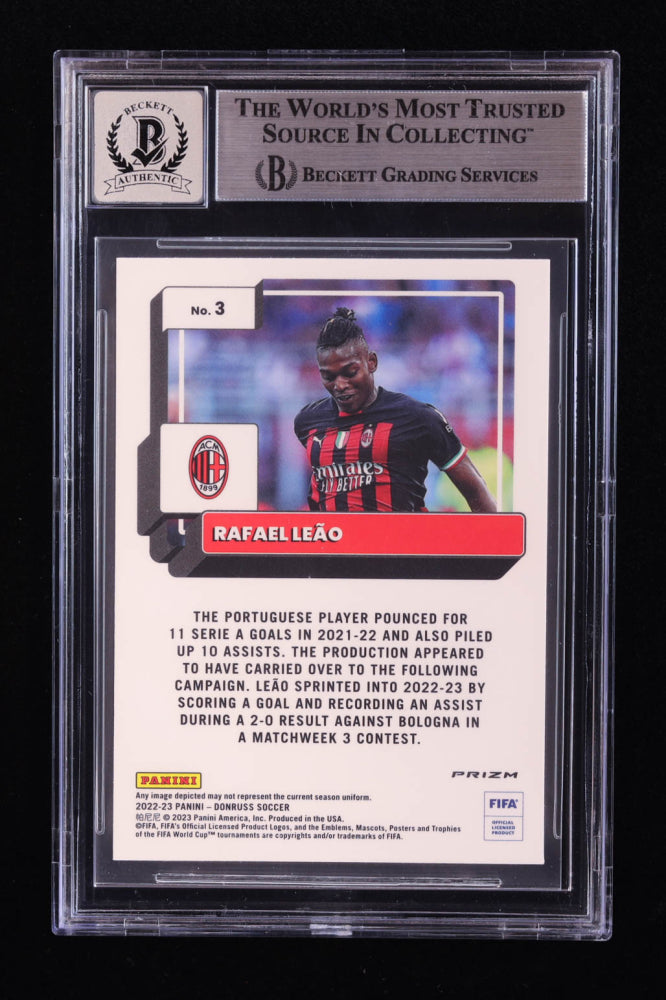 BECKETT
B
AUTHENTIC
THE WORLD'S MOST TRUSTED
SOURCE IN COLLECTING™
B BECKETT GRADING SERVICES
No. 3
ACM
1899
Emirates
FLY BETTER
RAFAEL LEÃO
THE PORTUGUESE PLAYER POUNCED FOR
11 SERIE A GOALS IN 2021-22 AND ALSO PILED
UP 10 ASSISTS. THE PRODUCTION APPEARED
TO HAVE CARRIED OVER TO THE FOLLOWING
CAMPAIGN. LEÃO SPRINTED INTO 2022-23 BY
SCORING A GOAL AND RECORDING AN ASSIST
DURING A 2-0 RESULT AGAINST BOLOGNA IN
A MATCHWEEK 3 CONTEST.
PANINI
PRIZM
Any image depicted may not represent the current season uniform.
2022-23 PANINI – DONRUSS SOCCER
帕尼尼 © 2023 Panini America, Inc. Produced in the USA.
©FIFA, FIFA's Official Licensed Product Logos, and the Emblems, Mascots, Posters and Trophies
of the FIFA World Cup™ tournaments are copyrights and/or trademarks of FIFA.
FIFA
OFFICIAL
LICENSED
PRODUCT